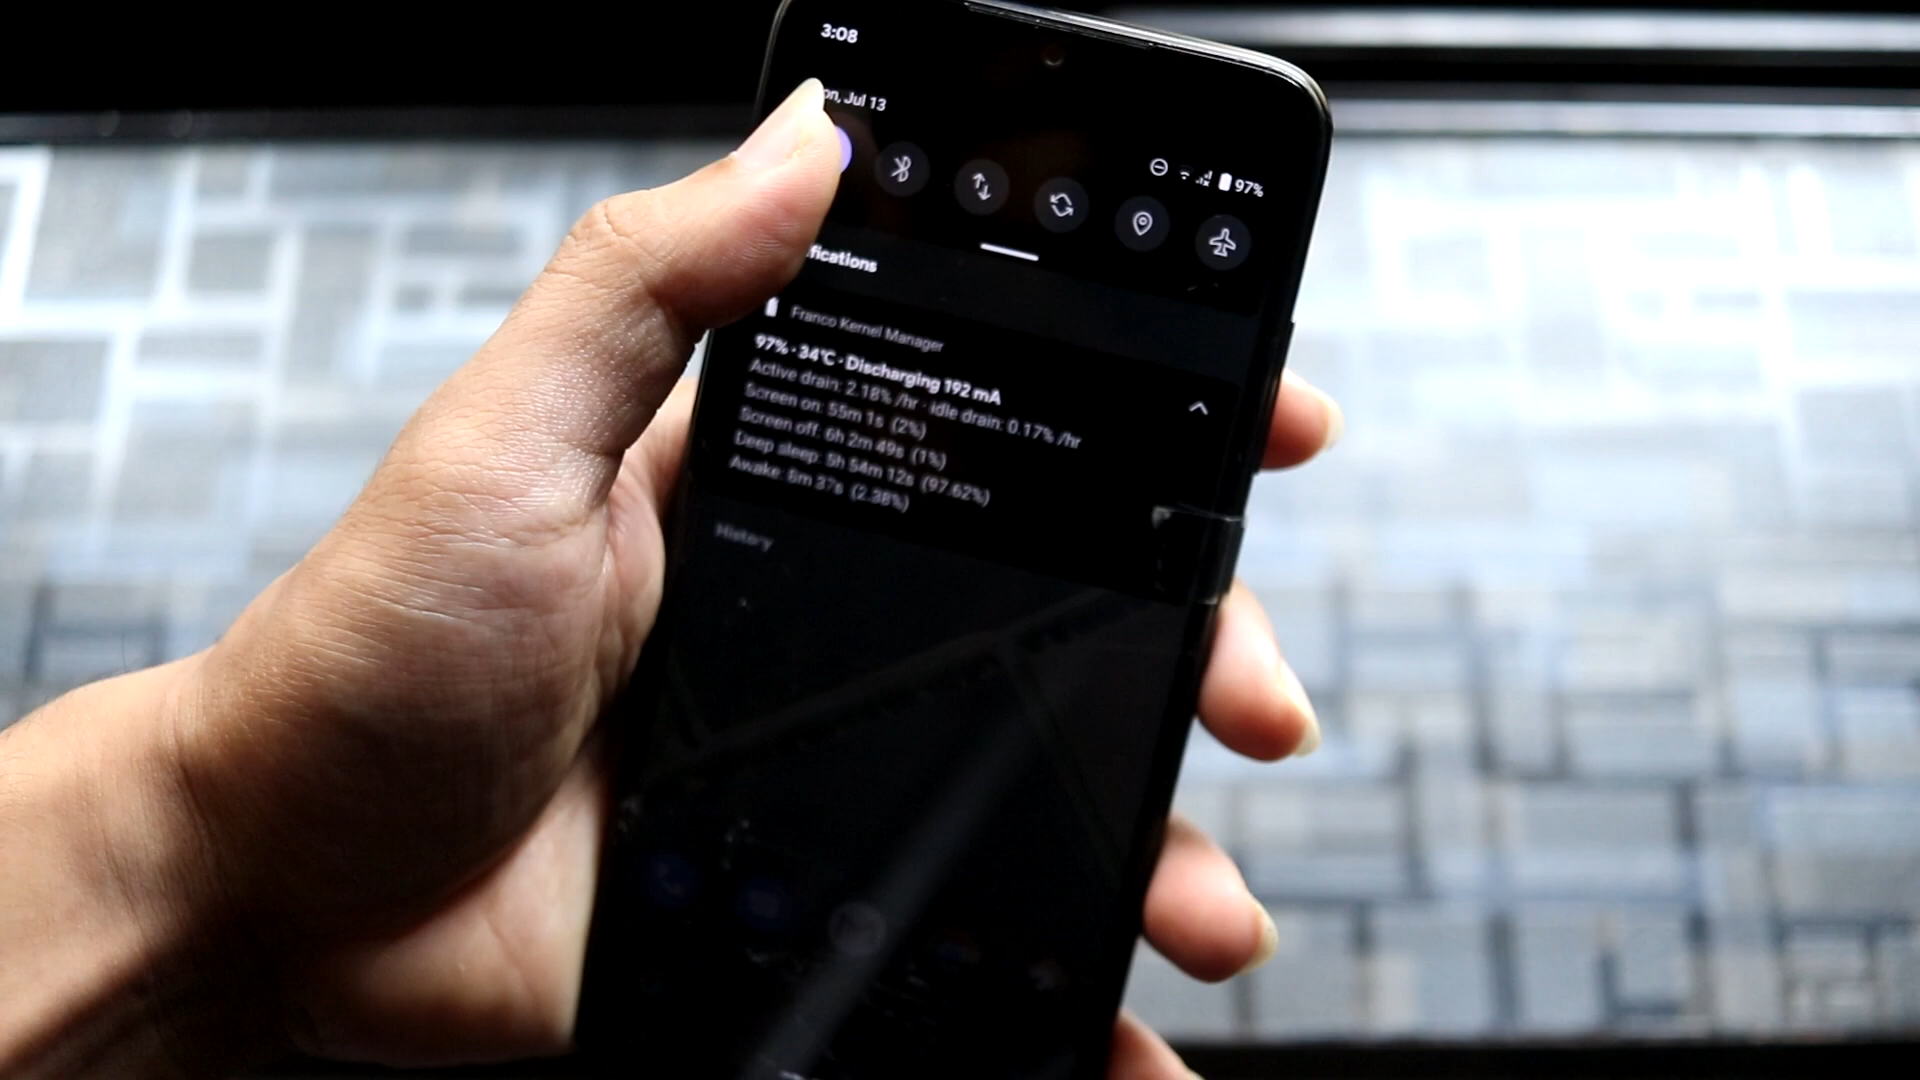 3:08
on, Jul 13
97%
fications
Franco Kernel Manager
97% · 34°C · Discharging 192 mA
Active drain: 2.18% /hr · Idle drain: 0.17% /hr
Screen on: 55m 1s (2%)
Screen off: 6h 2m 49s (1%)
Deep sleep: 5h 54m 12s (97.62%)
Awake: 8m 37s (2.38%)
History